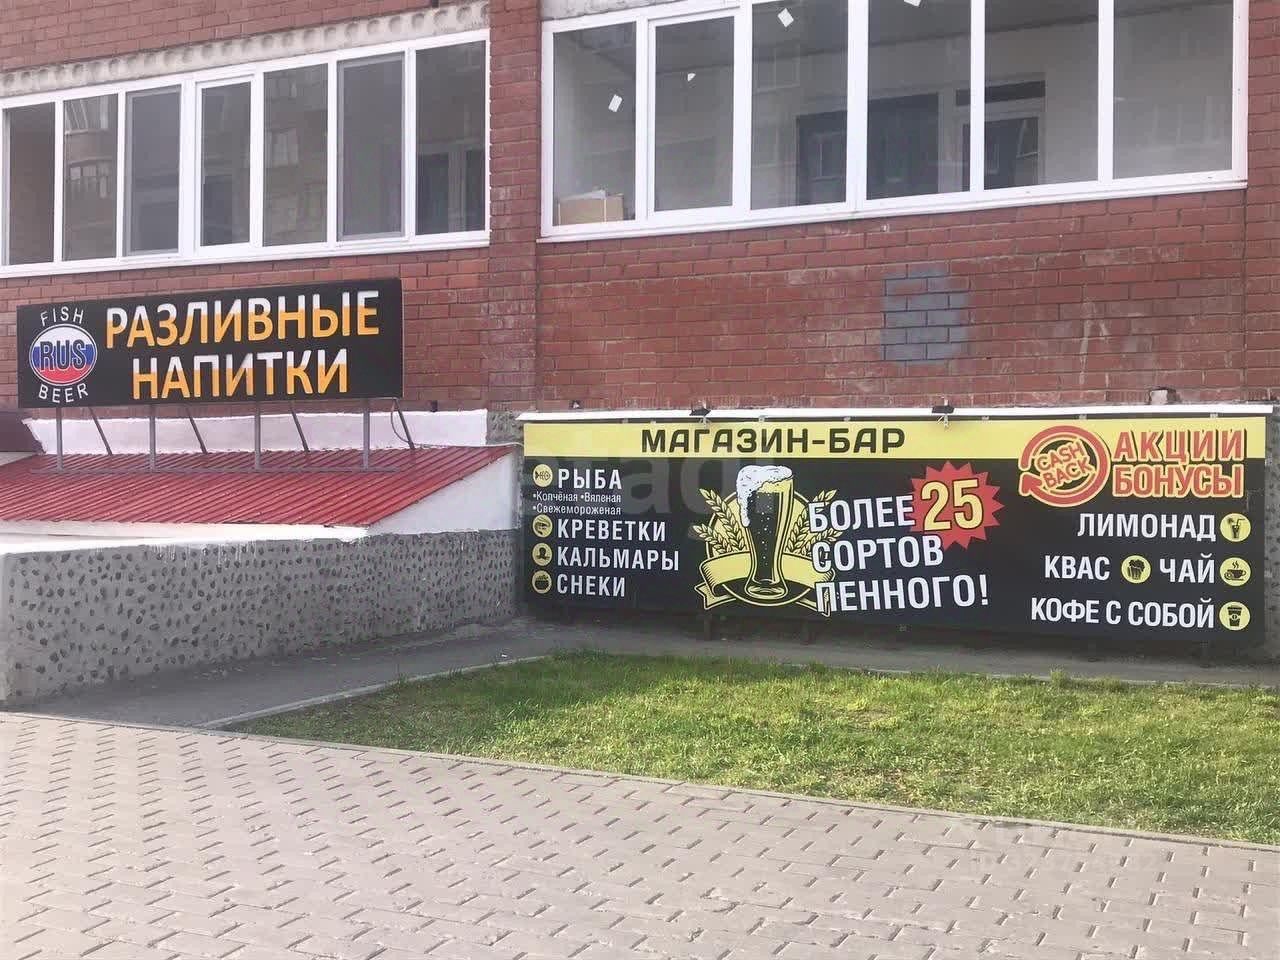 FISH
RUS
BEER
РАЗЛИВНЫЕ
НАПИТКИ
МАГАЗИН-БАР
РЫБА
•Копчёная •Вяленая
•Свежемороженая
КРЕВЕТКИ
КАЛЬМАРЫ
СНЕКИ
БОЛЕЕ 25
СОРТОВ
ПЕННОГО!
CASH
BACK
АКЦИИ
БОНУСЫ
ЛИМОНАД
КВАС ЧАЙ
КОФЕ С СОБОЙ